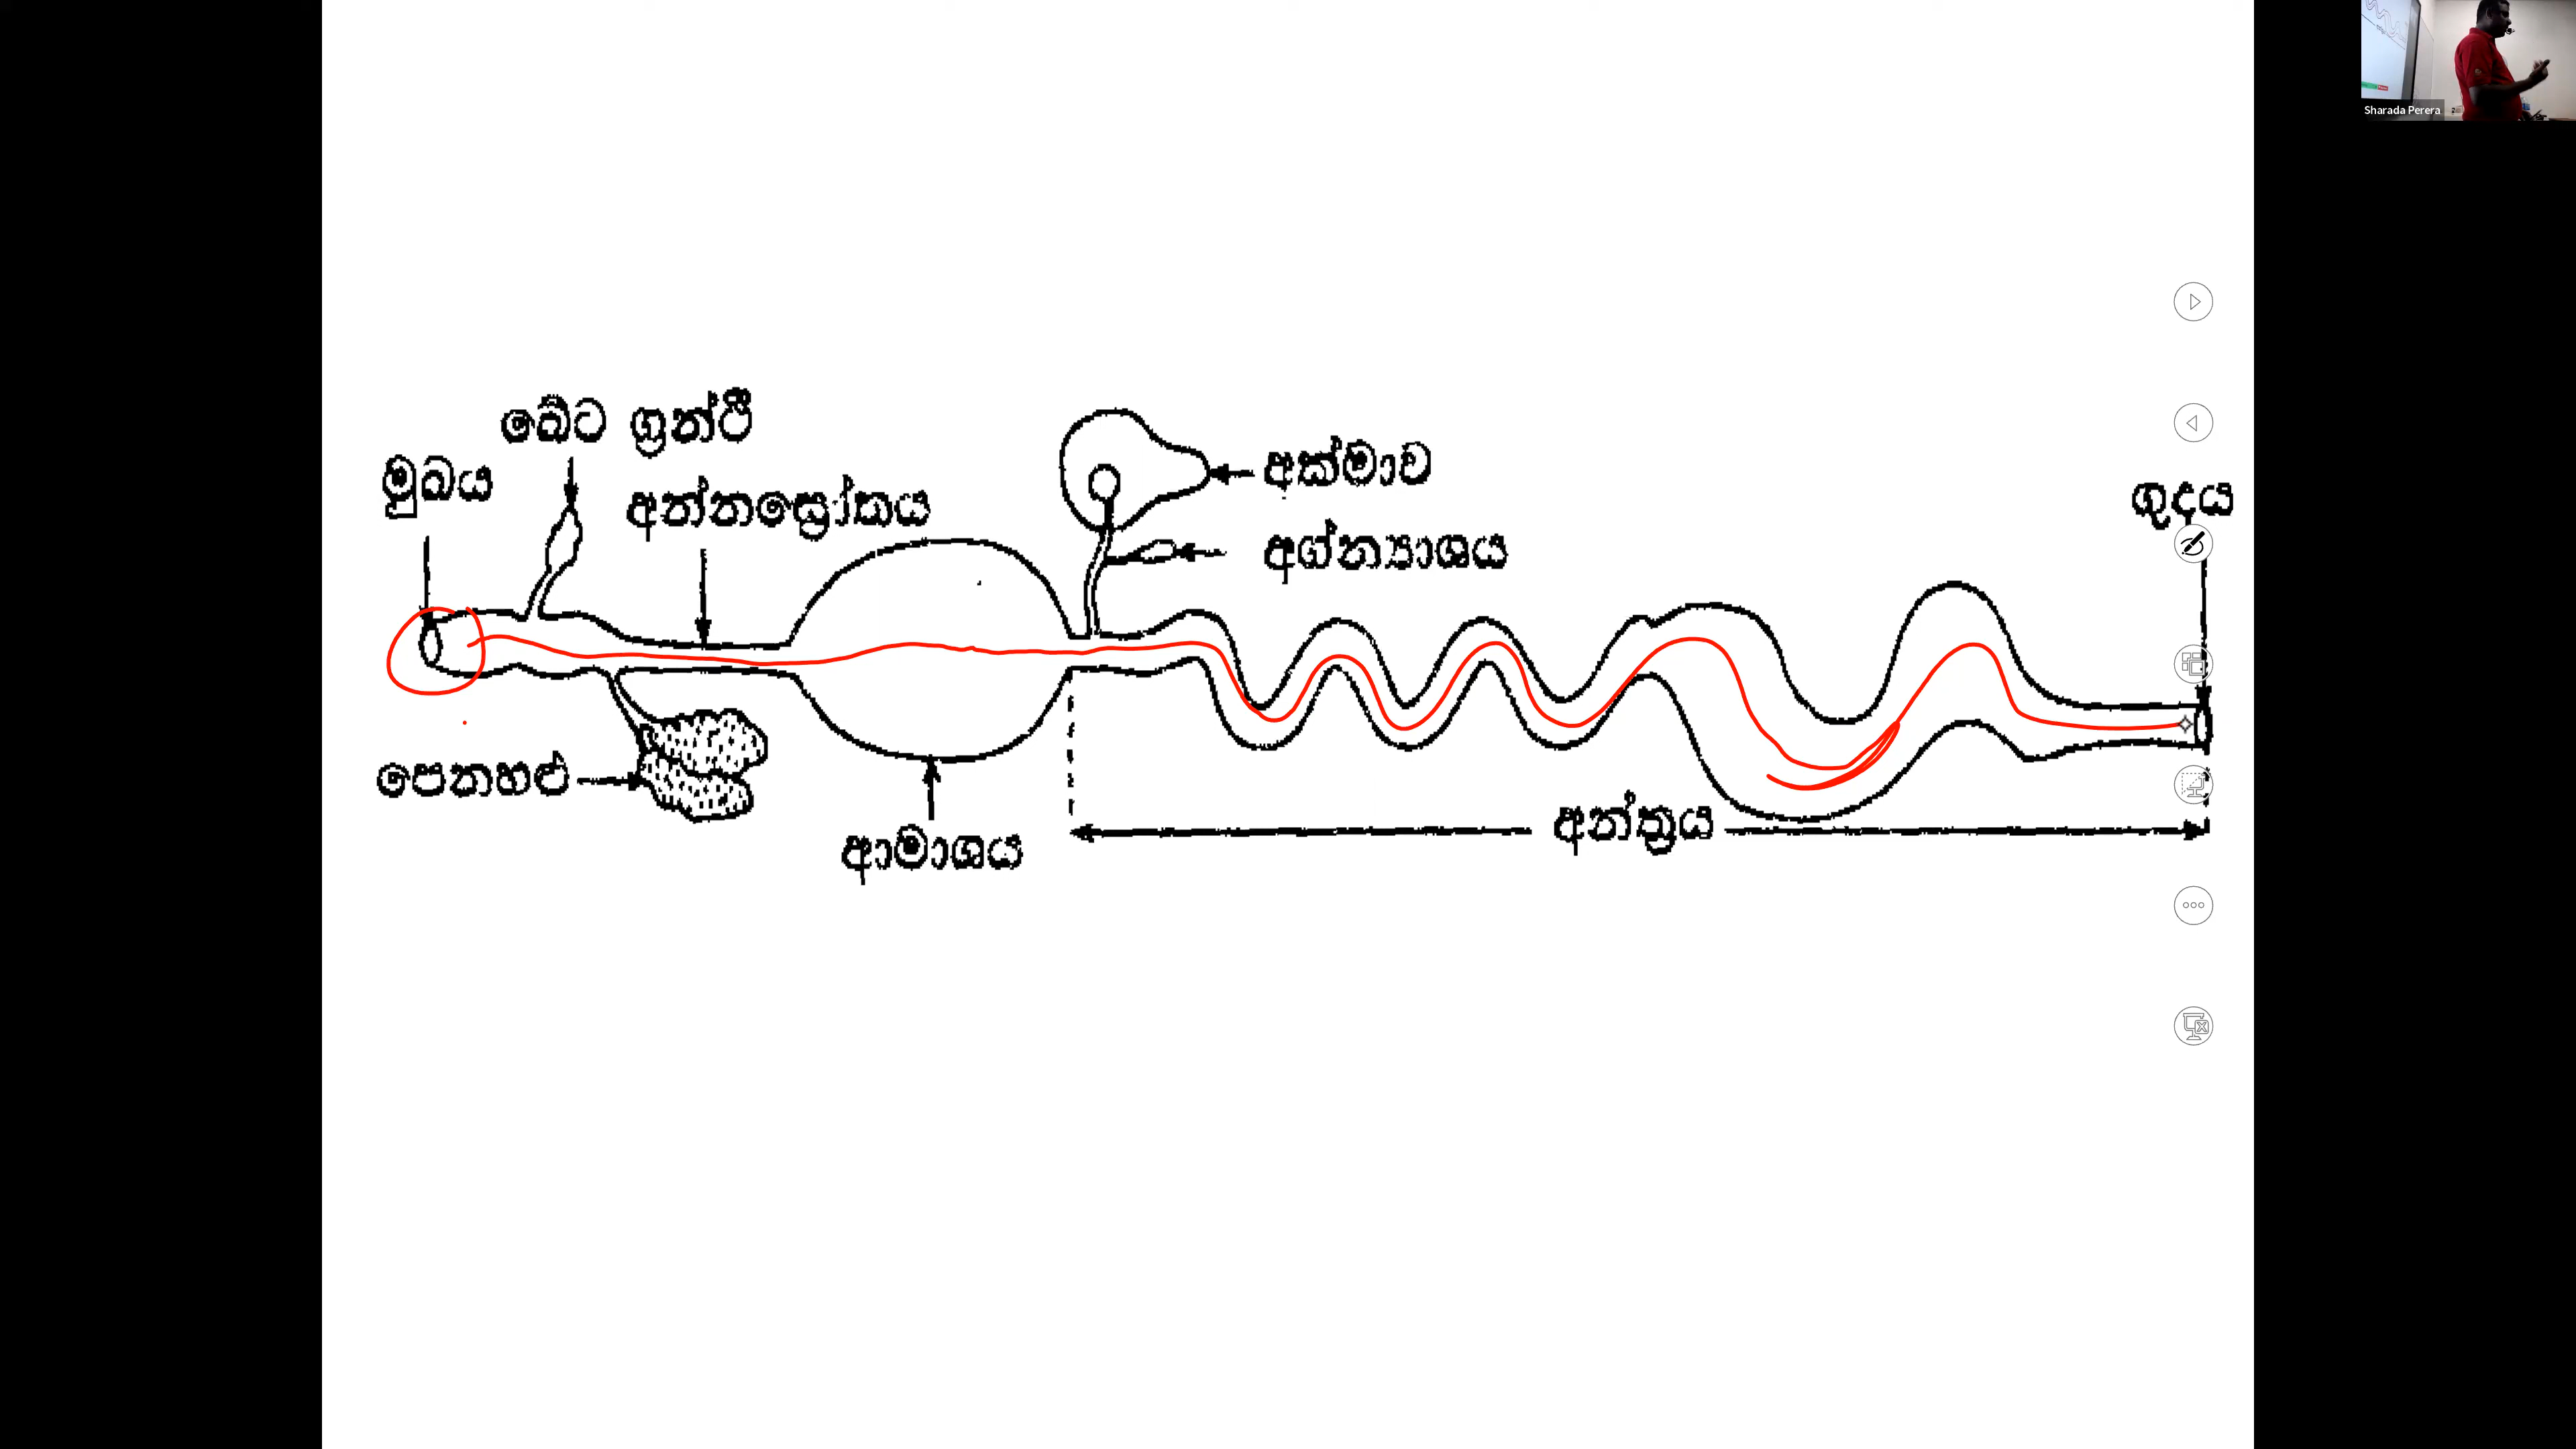 Sharada Perera
බේට ග්‍රන්ථි
මුඛය
අන්නස්‍රෝතය
අක්මාව
ගුදය
අග්න්‍යාශය
පෙනහළු
ආමාශය
අන්ත්‍රය